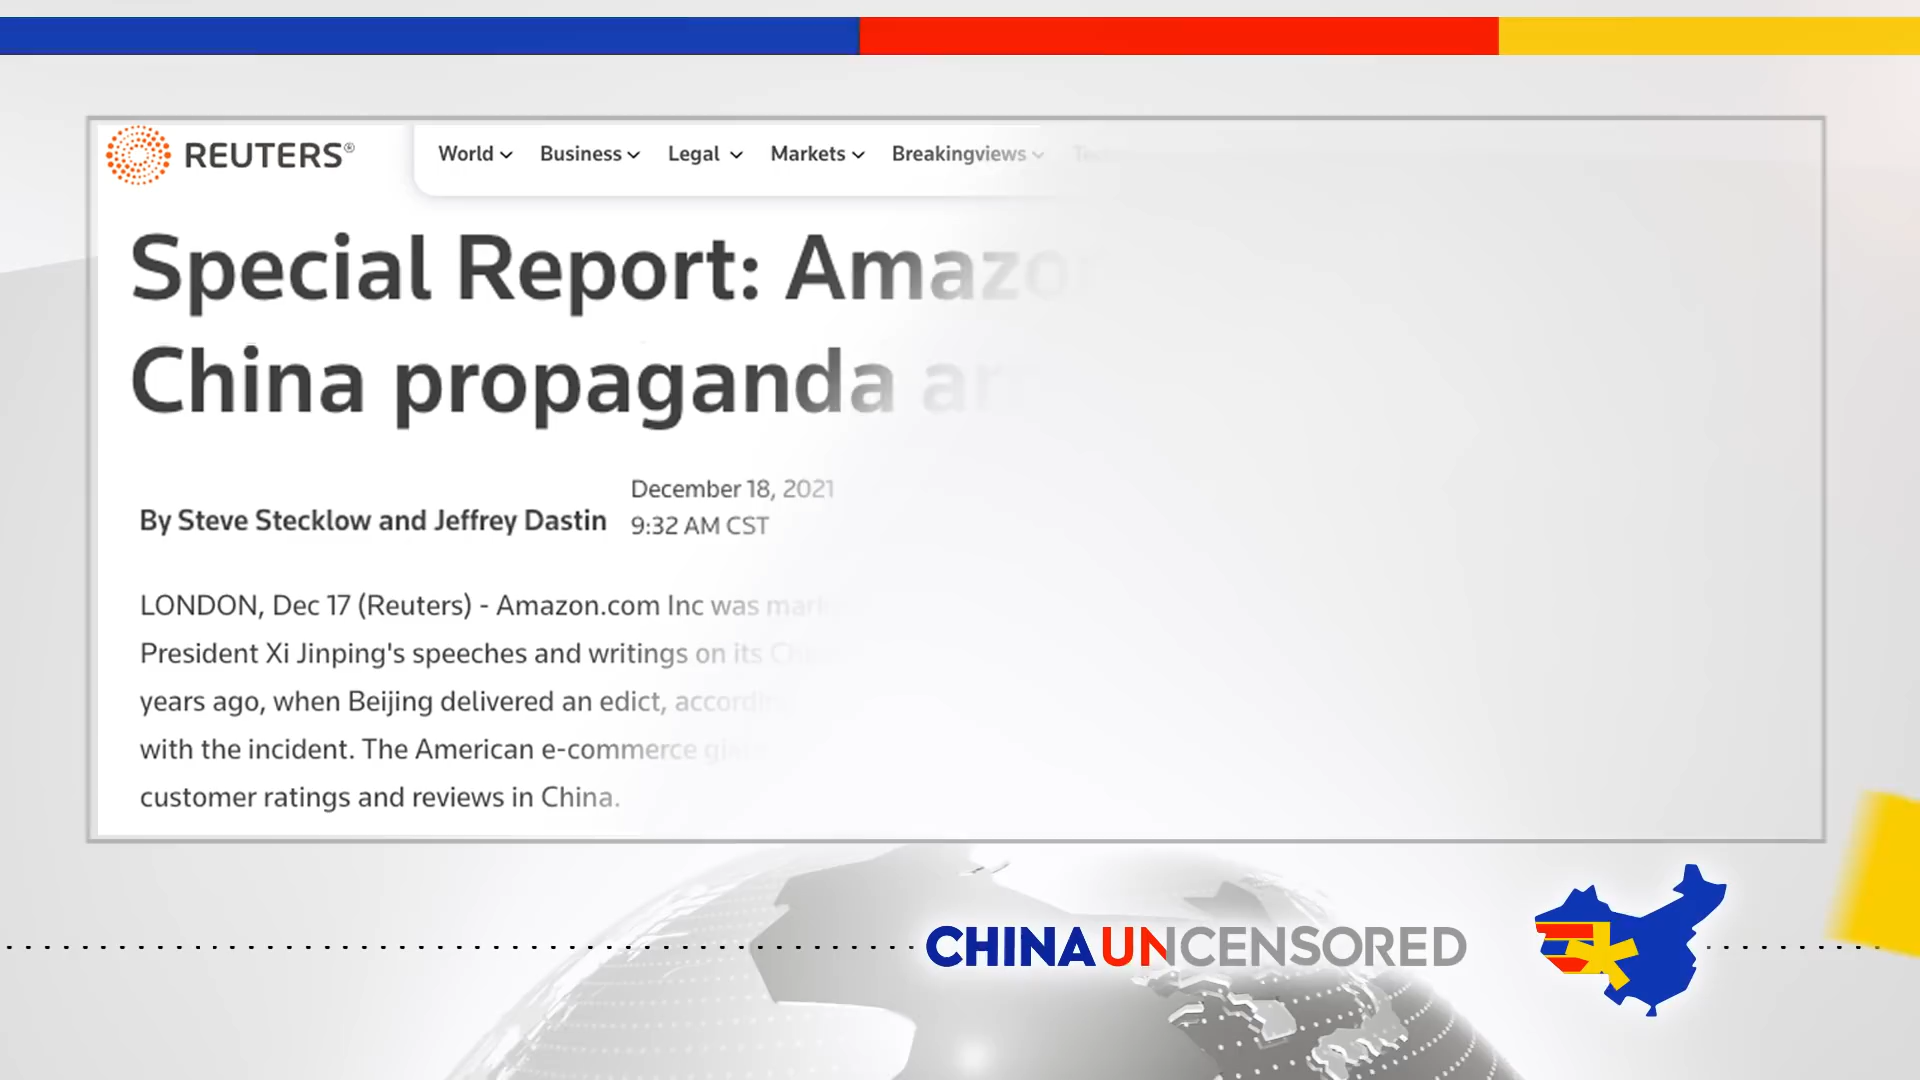 REUTERS®
World Business Legal Markets Breakingviews
Special Report: Amazon
China propaganda
By Steve Stecklow and Jeffrey Dastin
December 18, 2021
9:32 AM CST
LONDON, Dec 17 (Reuters) - Amazon.com Inc was
President Xi Jinping's speeches and writings on its
years ago, when Beijing delivered an edict,
with the incident. The American e-commerce
customer ratings and reviews in China.
CHINA UNCENSORED